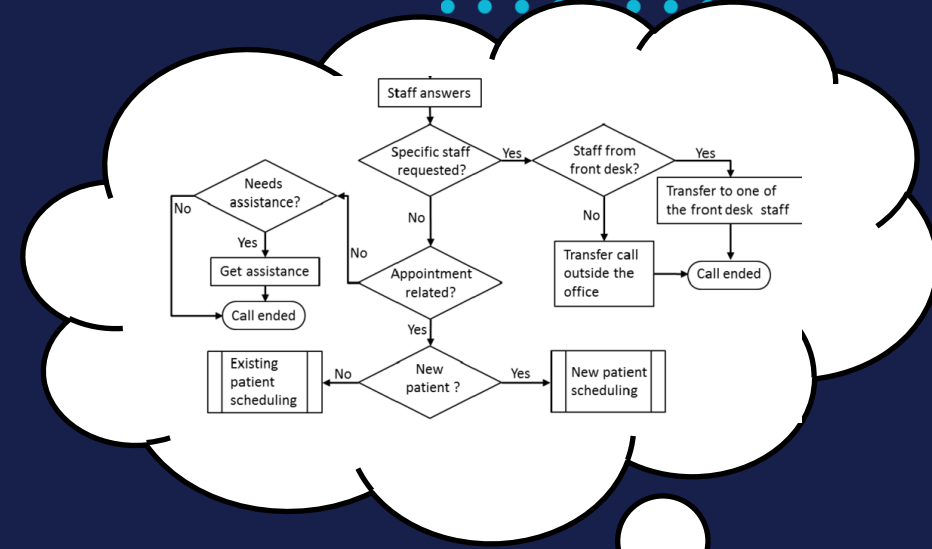 Staff answers
Specific staff
requested?
Yes
Staff from
front desk?
Yes
Transfer to one of
the front desk staff
No
Transfer call
outside the
office
Call ended
No
Appointment
related?
No
Needs
assistance?
No
Yes
Get assistance
Call ended
Yes
New
patient ?
No
Existing
patient
scheduling
Yes
New patient
scheduling